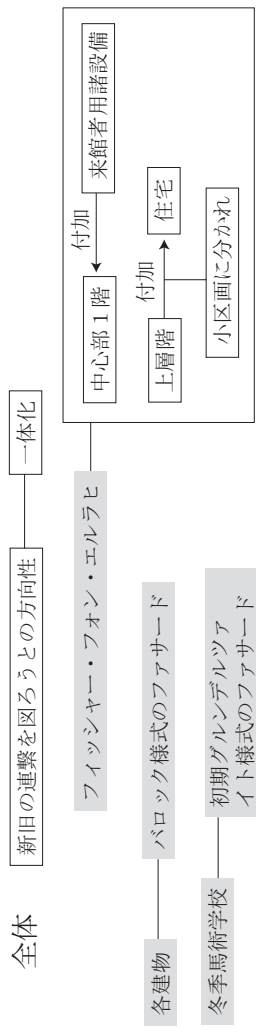 全体
新旧の連繋を図ろうとの方向性
一体化
フィッシャー・フォン・エルラヒ
中心部1階
付加
来館者用諸設備
上層階
付加
住宅
小区画に分かれ
各建物
バロック様式のファサード
冬季馬術学校
初期グルンデルツァ
イト様式のファサード